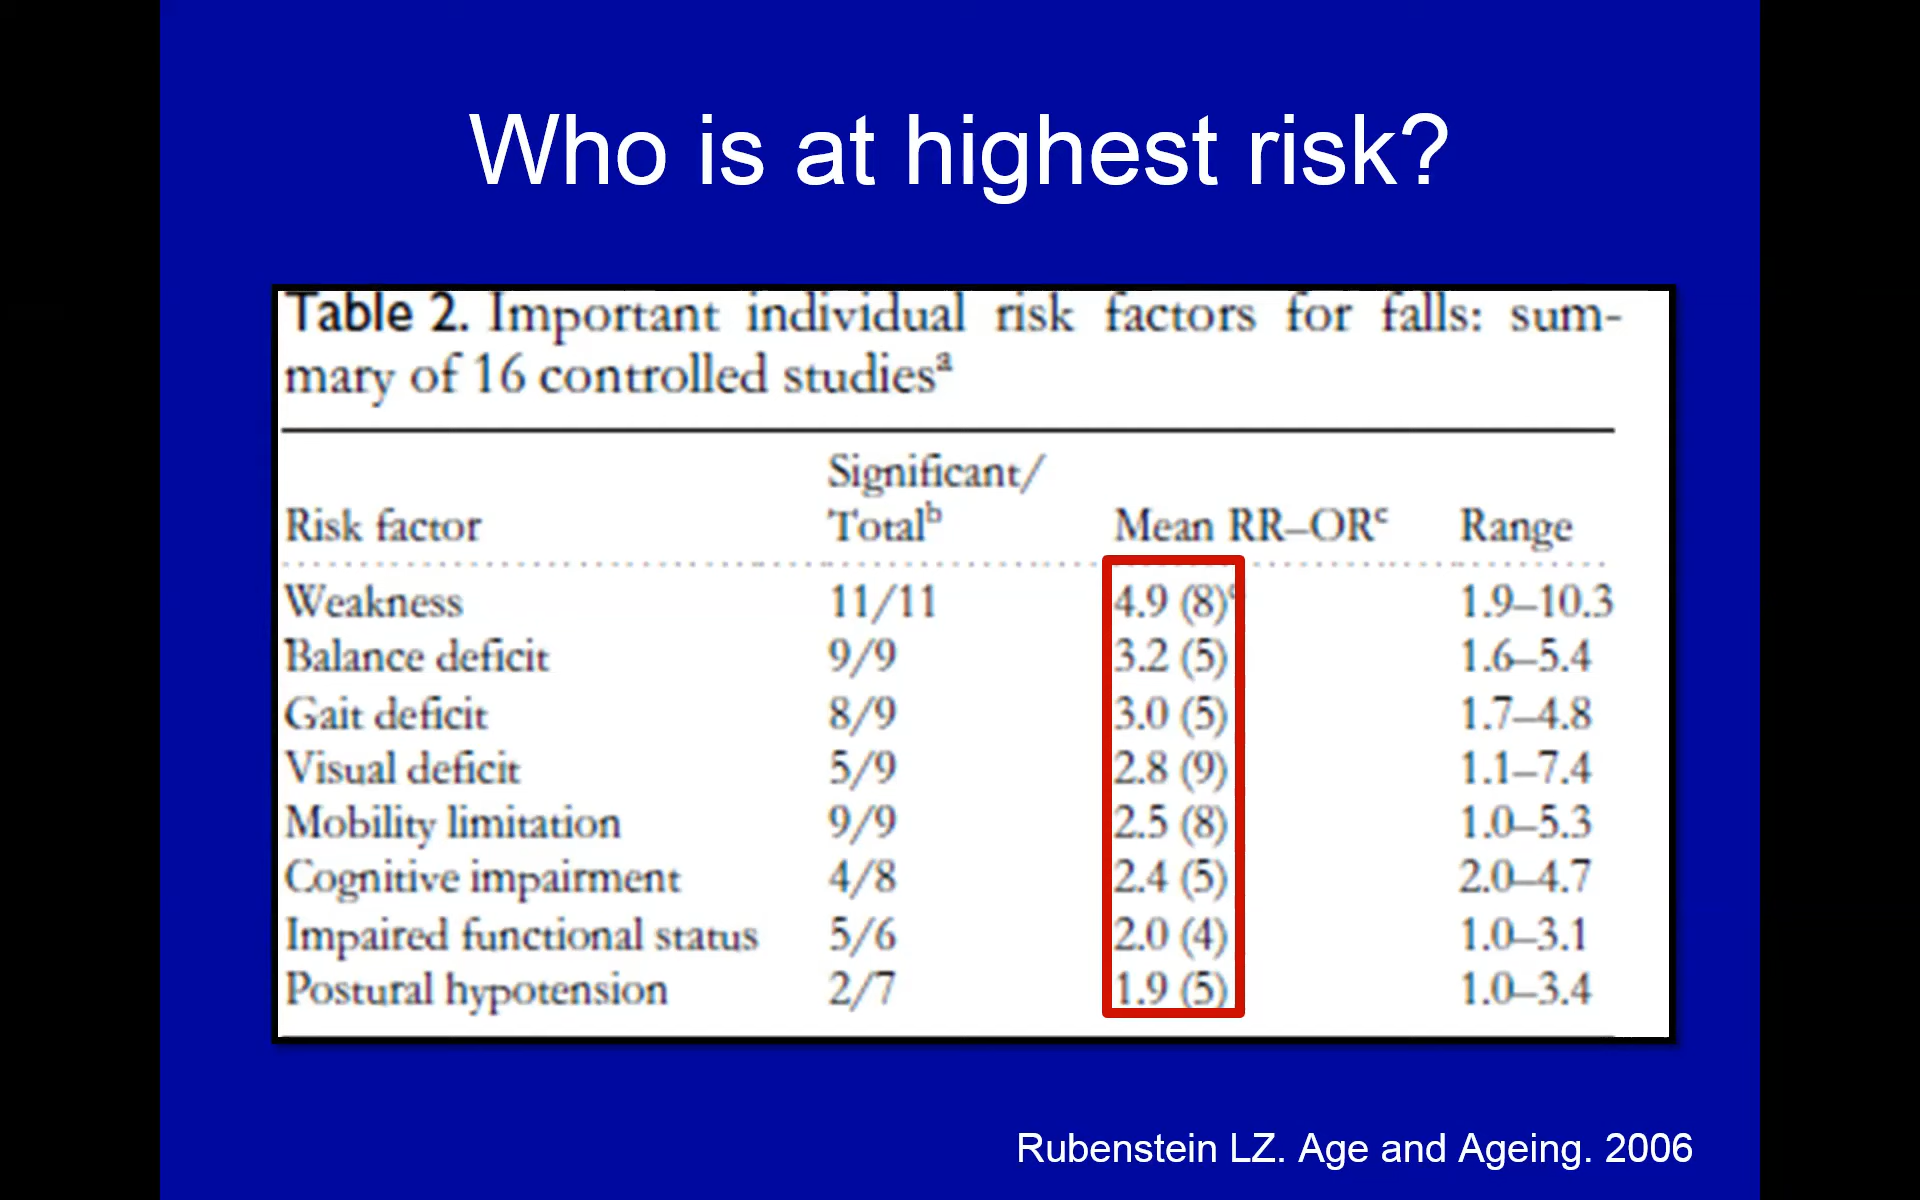 Who is at highest risk?
Table 2. Important individual risk factors for falls: sum-
mary of 16 controlled studiesᵃ
Significant/
Risk factor Totalᵇ Mean RR–ORᶜ Range
Weakness 11/11 4.9 (8) 1.9–10.3
Balance deficit 9/9 3.2 (5) 1.6–5.4
Gait deficit 8/9 3.0 (5) 1.7–4.8
Visual deficit 5/9 2.8 (9) 1.1–7.4
Mobility limitation 9/9 2.5 (8) 1.0–5.3
Cognitive impairment 4/8 2.4 (5) 2.0–4.7
Impaired functional status 5/6 2.0 (4) 1.0–3.1
Postural hypotension 2/7 1.9 (5) 1.0–3.4
Rubenstein LZ. Age and Ageing. 2006